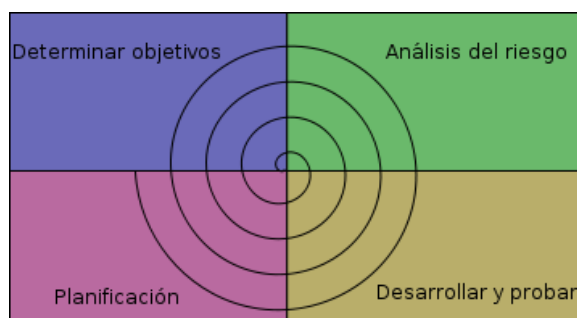 Determinar objetivos
Análisis del riesgo
Planificación
Desarrollar y probar